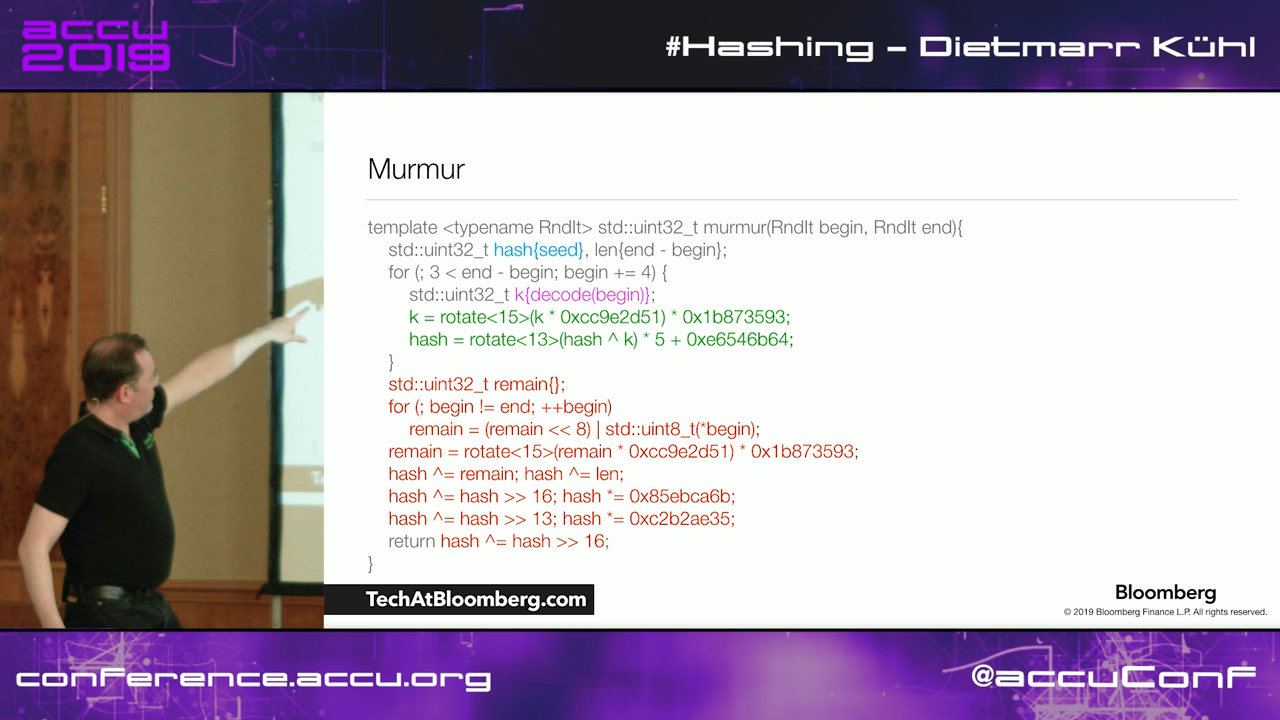 accu
2019
#Hashing – Dietmarr Kühl
Murmur
template <typename RndIt> std::uint32_t murmur(RndIt begin, RndIt end){
std::uint32_t hash{seed}, len{end - begin};
for (; 3 < end - begin; begin += 4) {
std::uint32_t k{decode(begin)};
k = rotate<15>(k * 0xcc9e2d51) * 0x1b873593;
hash = rotate<13>(hash ^ k) * 5 + 0xe6546b64;
}
std::uint32_t remain{};
for (; begin != end; ++begin)
remain = (remain << 8) | std::uint8_t(*begin);
remain = rotate<15>(remain * 0xcc9e2d51) * 0x1b873593;
hash ^= remain; hash ^= len;
hash ^= hash >> 16; hash *= 0x85ebca6b;
hash ^= hash >> 13; hash *= 0xc2b2ae35;
return hash ^= hash >> 16;
}
TechAtBloomberg.com
Bloomberg
© 2019 Bloomberg Finance L.P. All rights reserved.
conference.accu.org
@accuConf